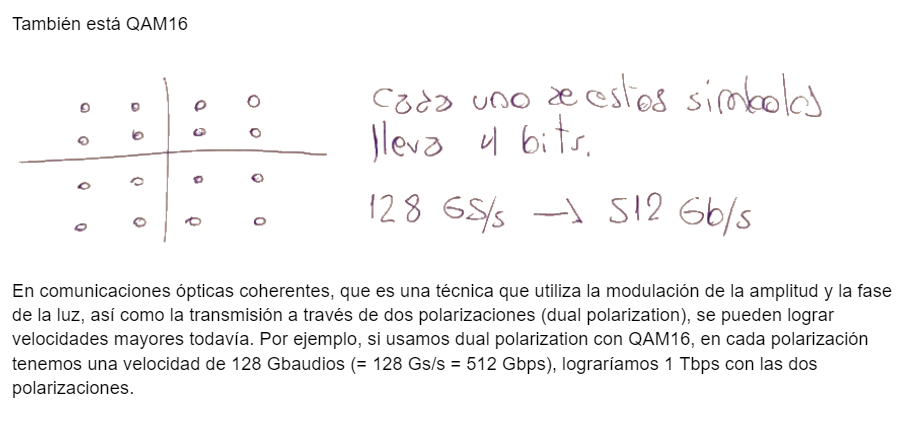 También está QAM16
Cada uno de estos simbolos
lleva 4 bits.
128 GS/s → 512 Gb/s
En comunicaciones ópticas coherentes, que es una técnica que utiliza la modulación de la amplitud y la fase
de la luz, así como la transmisión a través de dos polarizaciones (dual polarization), se pueden lograr
velocidades mayores todavía. Por ejemplo, si usamos dual polarization con QAM16, en cada polarización
tenemos una velocidad de 128 Gbaudios (= 128 Gs/s = 512 Gbps), lograríamos 1 Tbps con las dos
polarizaciones.